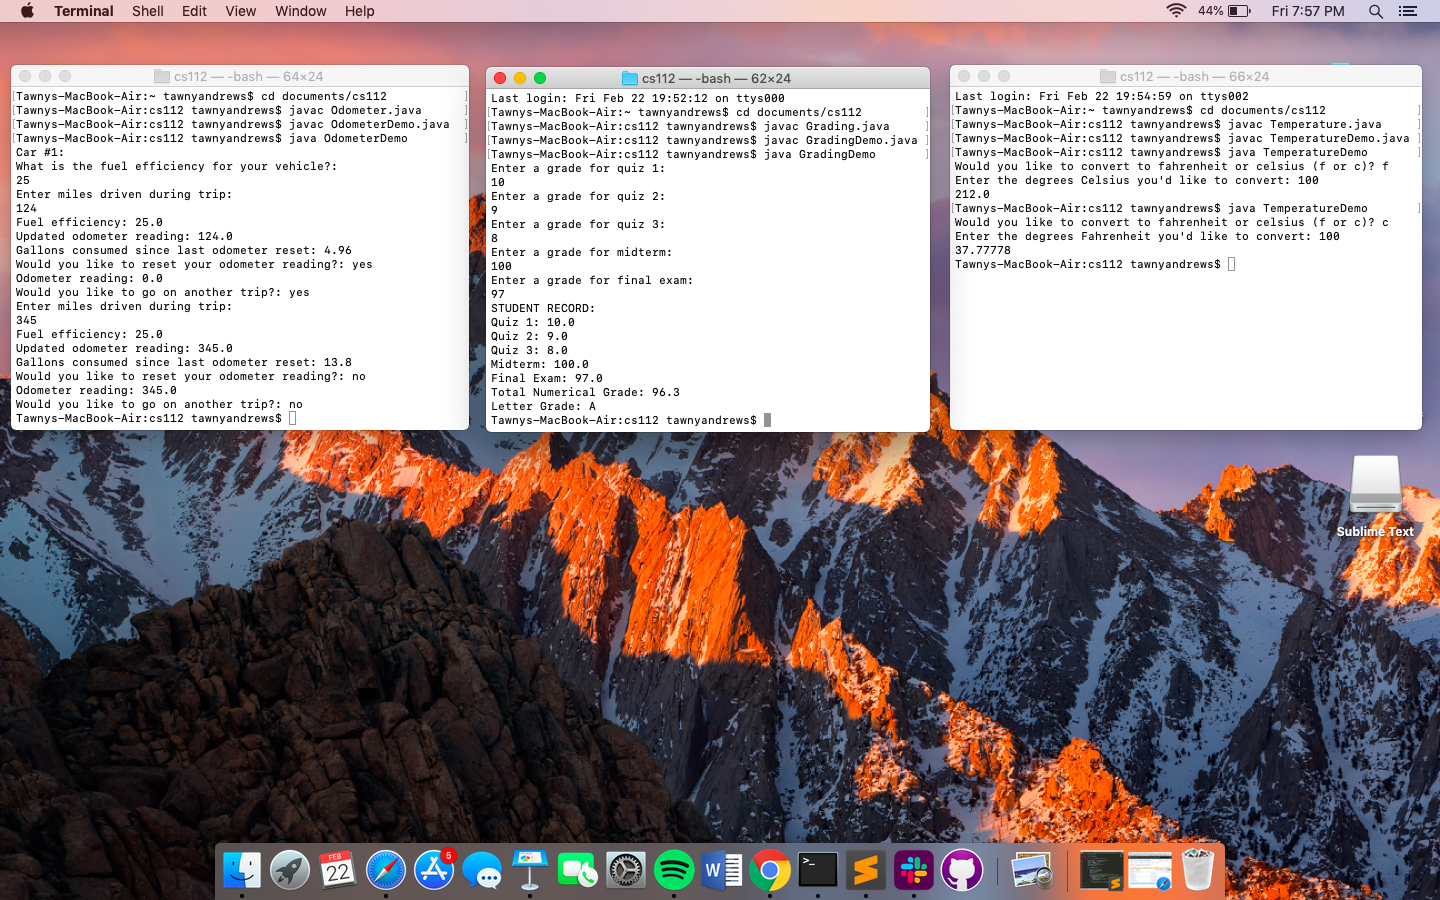 Terminal Shell Edit View Window Help 44% Fri 7:57 PM
cs112 — -bash — 64×24
Tawnys-MacBook-Air:~ tawnyandrews$ cd documents/cs112
Tawnys-MacBook-Air:cs112 tawnyandrews$ javac Odometer.java
Tawnys-MacBook-Air:cs112 tawnyandrews$ javac OdometerDemo.java
Tawnys-MacBook-Air:cs112 tawnyandrews$ java OdometerDemo
Car #1:
What is the fuel efficiency for your vehicle?:
25
Enter miles driven during trip:
124
Fuel efficiency: 25.0
Updated odometer reading: 124.0
Gallons consumed since last odometer reset: 4.96
Would you like to reset your odometer reading?: yes
Odometer reading: 0.0
Would you like to go on another trip?: yes
Enter miles driven during trip:
345
Fuel efficiency: 25.0
Updated odometer reading: 345.0
Gallons consumed since last odometer reset: 13.8
Would you like to reset your odometer reading?: no
Odometer reading: 345.0
Would you like to go on another trip?: no
Tawnys-MacBook-Air:cs112 tawnyandrews$
cs112 — -bash — 62×24
Last login: Fri Feb 22 19:52:12 on ttys000
Tawnys-MacBook-Air:~ tawnyandrews$ cd documents/cs112
Tawnys-MacBook-Air:cs112 tawnyandrews$ javac Grading.java
Tawnys-MacBook-Air:cs112 tawnyandrews$ javac GradingDemo.java
Tawnys-MacBook-Air:cs112 tawnyandrews$ java GradingDemo
Enter a grade for quiz 1:
10
Enter a grade for quiz 2:
9
Enter a grade for quiz 3:
8
Enter a grade for midterm:
100
Enter a grade for final exam:
97
STUDENT RECORD:
Quiz 1: 10.0
Quiz 2: 9.0
Quiz 3: 8.0
Midterm: 100.0
Final Exam: 97.0
Total Numerical Grade: 96.3
Letter Grade: A
Tawnys-MacBook-Air:cs112 tawnyandrews$
cs112 — -bash — 66×24
Last login: Fri Feb 22 19:54:59 on ttys002
Tawnys-MacBook-Air:~ tawnyandrews$ cd documents/cs112
Tawnys-MacBook-Air:cs112 tawnyandrews$ javac Temperature.java
Tawnys-MacBook-Air:cs112 tawnyandrews$ javac TemperatureDemo.java
Tawnys-MacBook-Air:cs112 tawnyandrews$ java TemperatureDemo
Would you like to convert to fahrenheit or celsius (f or c)? f
Enter the degrees Celsius you'd like to convert: 100
212.0
Tawnys-MacBook-Air:cs112 tawnyandrews$ java TemperatureDemo
Would you like to convert to fahrenheit or celsius (f or c)? c
Enter the degrees Fahrenheit you'd like to convert: 100
37.77778
Tawnys-MacBook-Air:cs112 tawnyandrews$
Sublime Text
FEB
22
5
W
>_